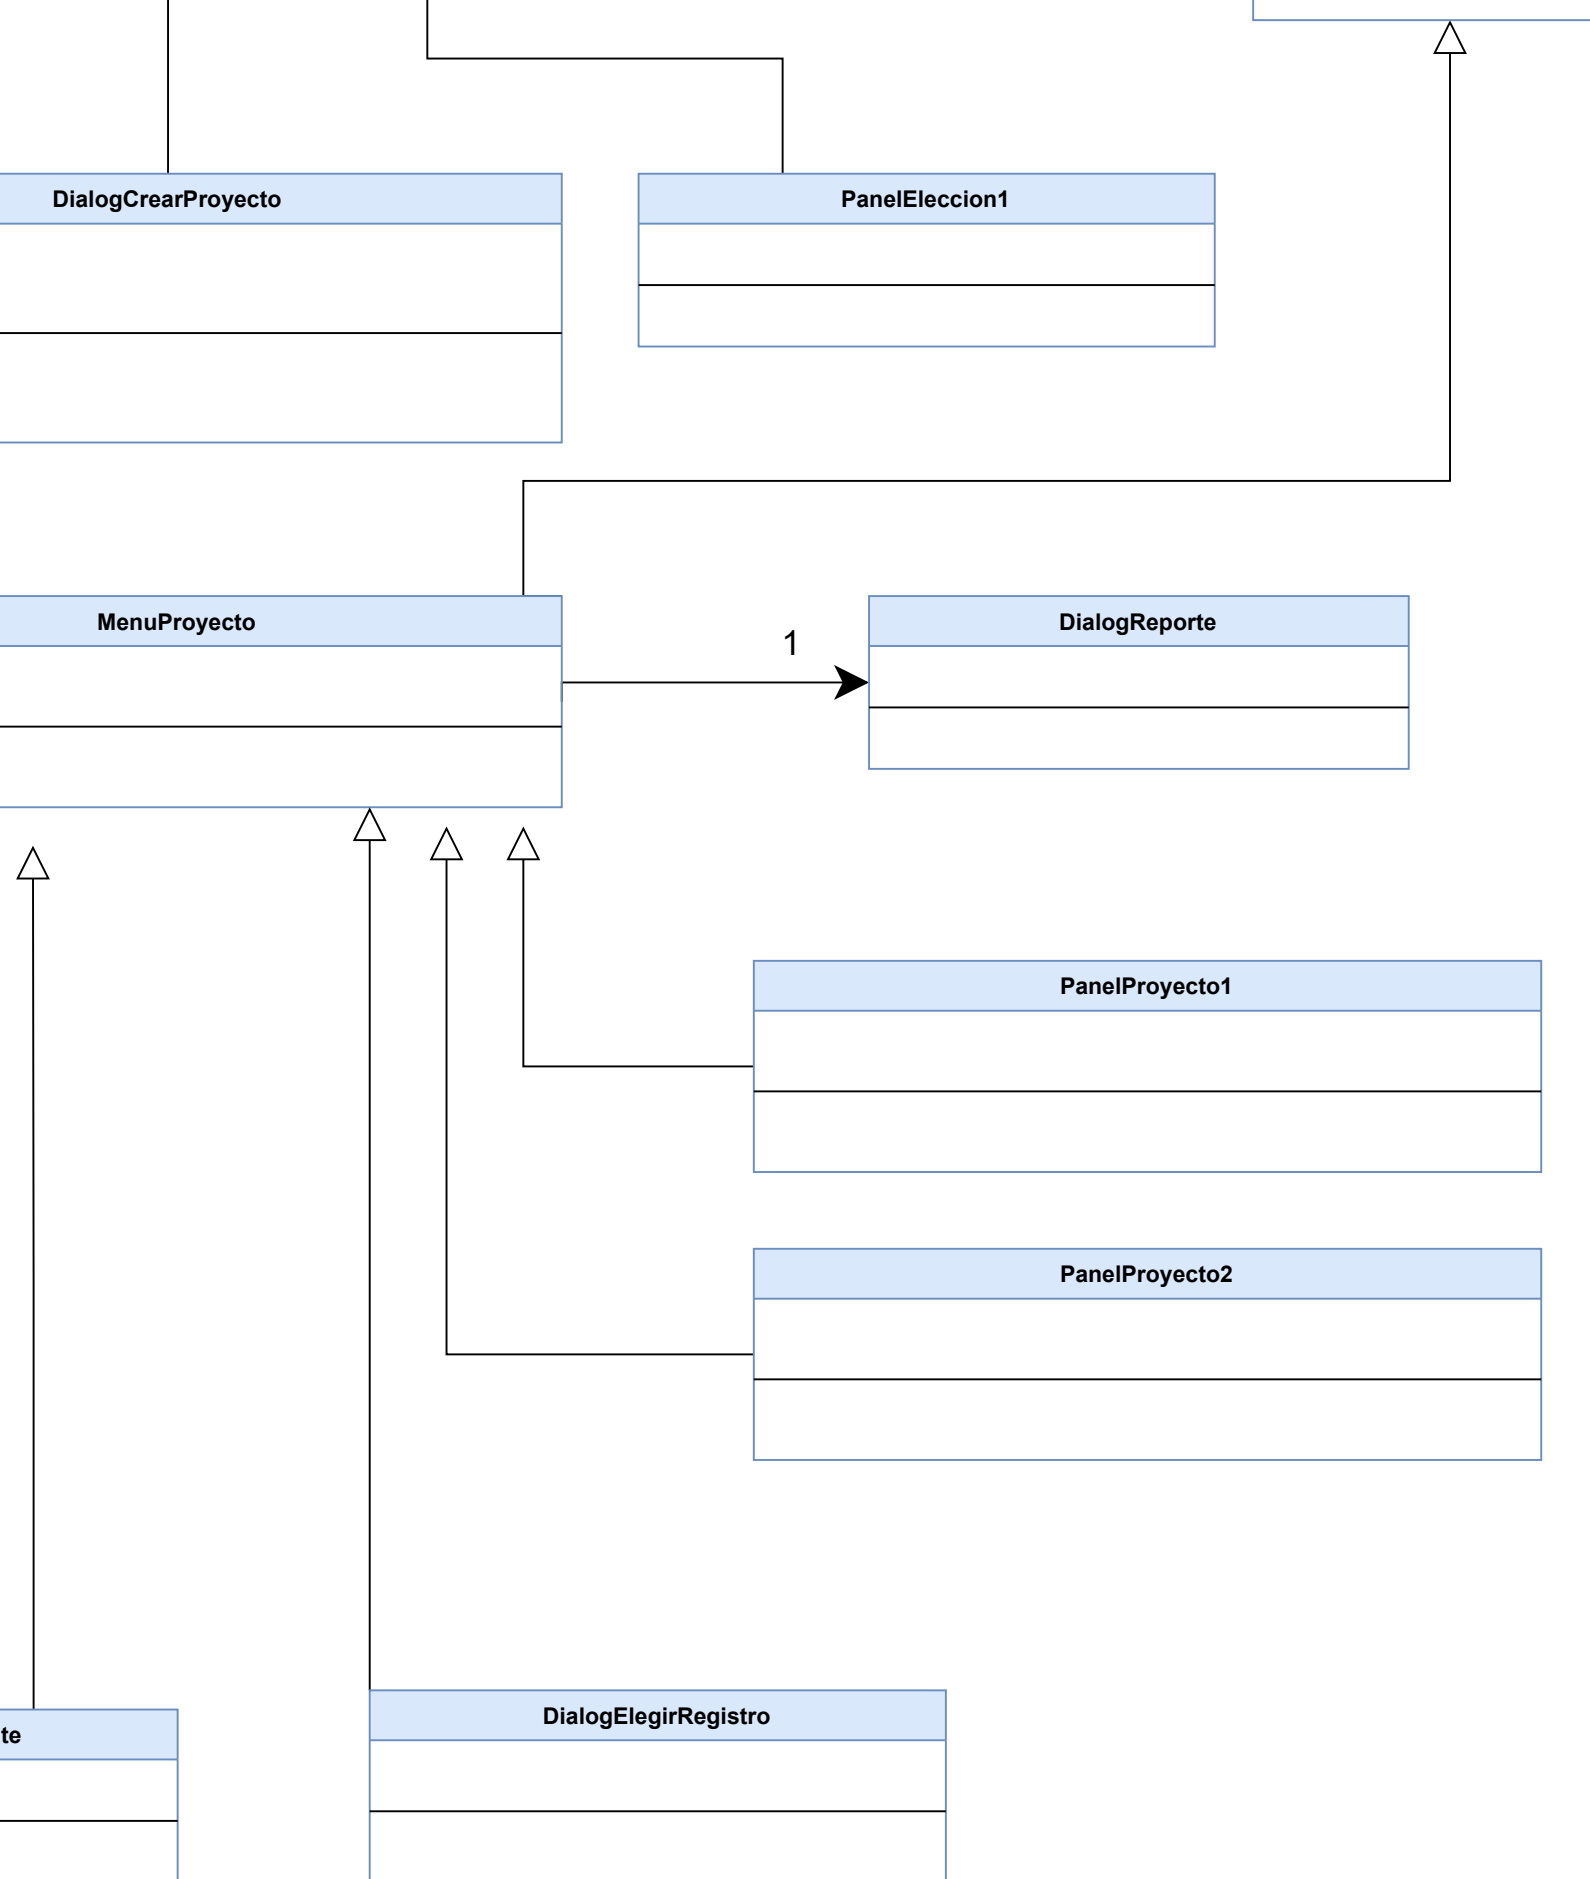 DialogCrearProyecto
PanelEleccion1
MenuProyecto
1
DialogReporte
PanelProyecto1
PanelProyecto2
te
DialogElegirRegistro